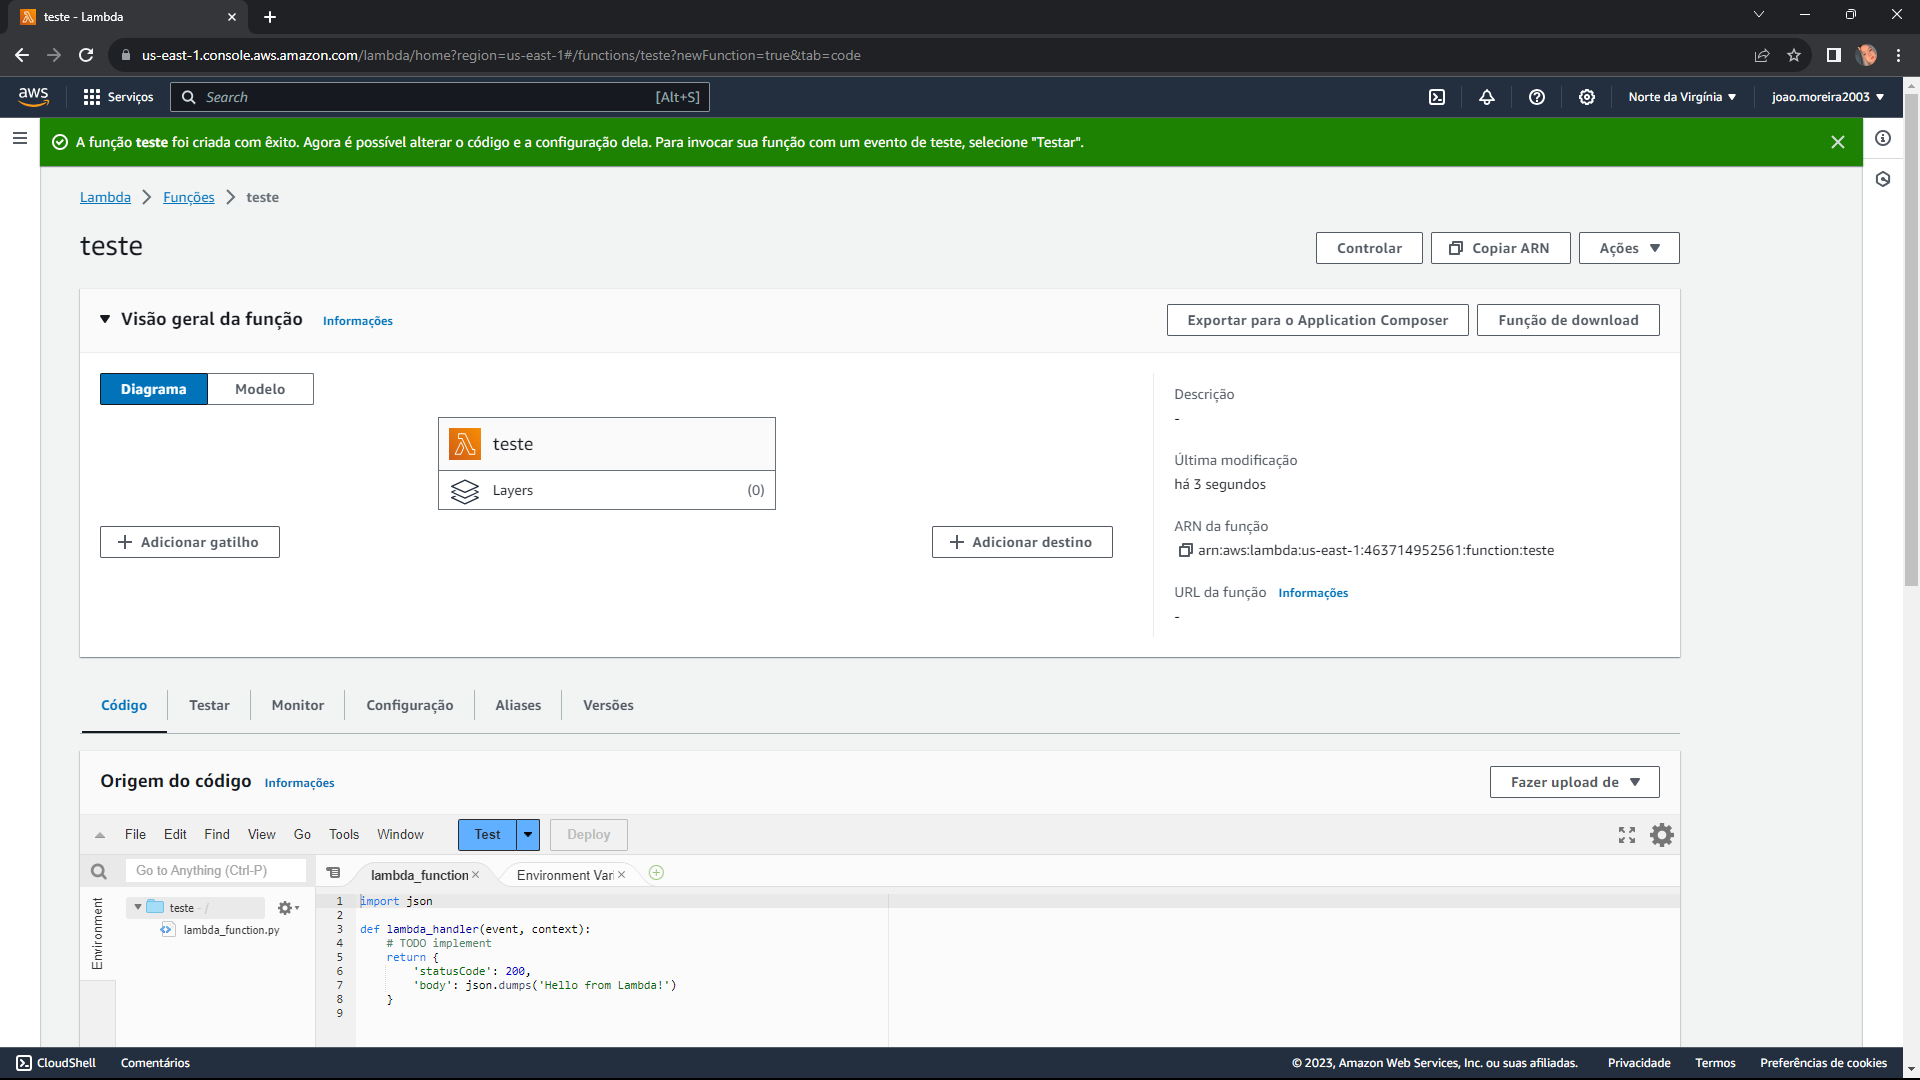 teste - Lambda
us-east-1.console.aws.amazon.com/lambda/home?region=us-east-1#/functions/teste?newFunction=true&tab=code
aws Serviços Search [Alt+S] Norte da Virgínia joao.moreira2003
A função teste foi criada com êxito. Agora é possível alterar o código e a configuração dela. Para invocar sua função com um evento de teste, selecione "Testar".
Lambda Funções teste
teste
Controlar Copiar ARN Ações
Visão geral da função Informações
Exportar para o Application Composer Função de download
Diagrama Modelo
teste
Layers (0)
Adicionar gatilho
Adicionar destino
Descrição
-
Última modificação
há 3 segundos
ARN da função
arn:aws:lambda:us-east-1:463714952561:function:teste
URL da função Informações
-
Código Testar Monitor Configuração Aliases Versões
Origem do código Informações
Fazer upload de
File Edit Find View Go Tools Window Test Deploy
Go to Anything (Ctrl-P)
lambda_function Environment Vari
Environment
teste - /
lambda_function.py
1 import json
2
3 def lambda_handler(event, context):
4 # TODO implement
5 return {
6 'statusCode': 200,
7 'body': json.dumps('Hello from Lambda!')
8 }
9
CloudShell Comentários © 2023, Amazon Web Services, Inc. ou suas afiliadas. Privacidade Termos Preferências de cookies